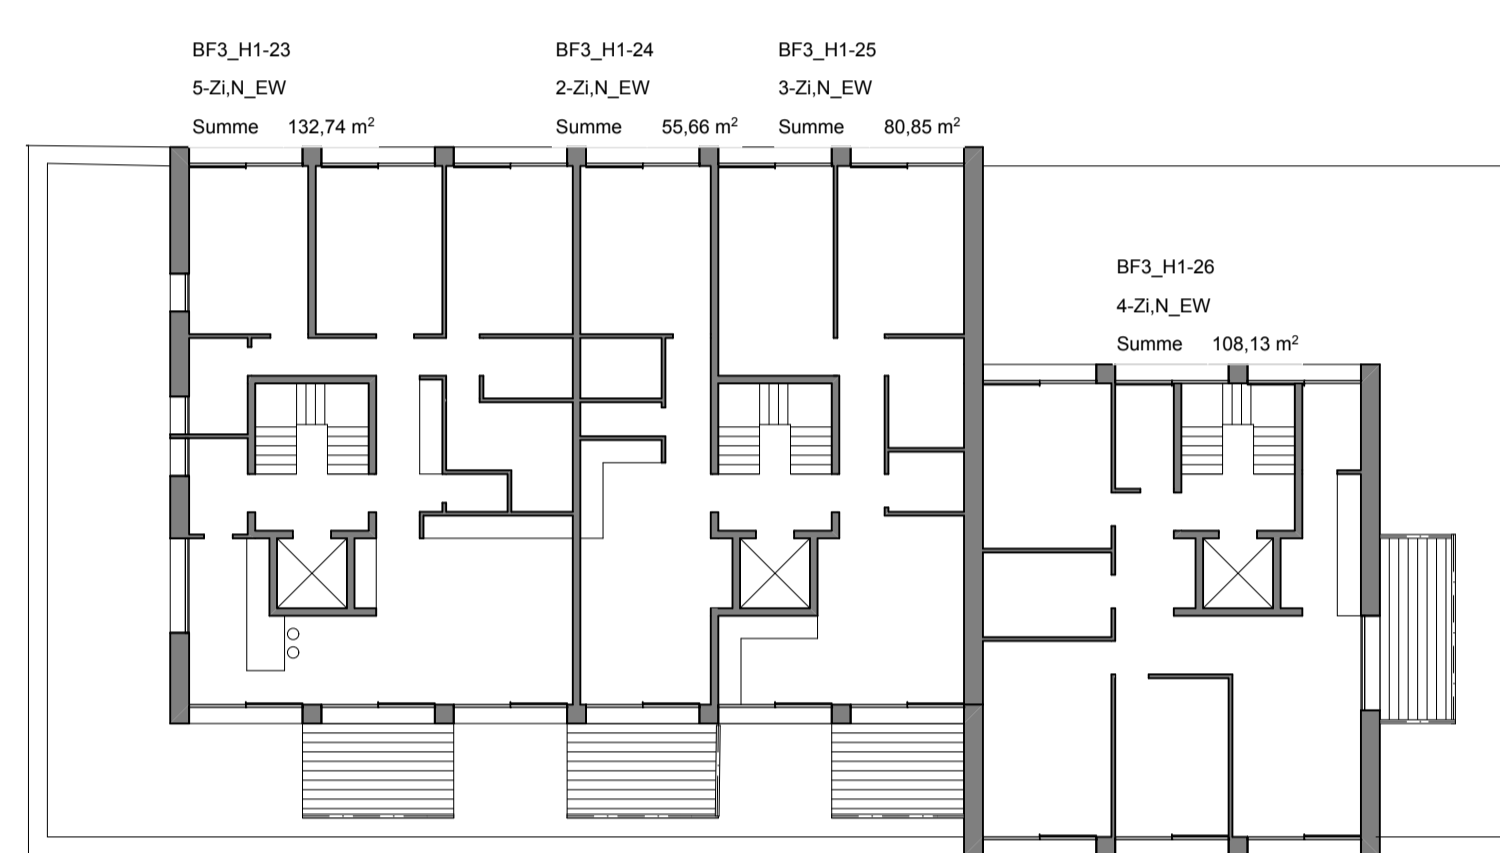 BF3_H1-23
5-Zi,N_EW
Summe 132,74 m²
BF3_H1-24
2-Zi,N_EW
Summe 55,66 m²
BF3_H1-25
3-Zi,N_EW
Summe 80,85 m²
BF3_H1-26
4-Zi,N_EW
Summe 108,13 m²